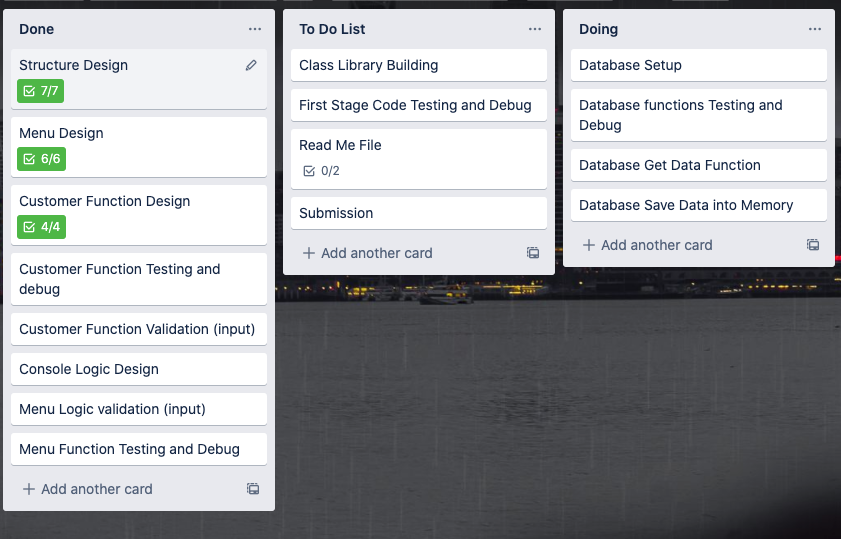 Done
Structure Design
7/7
Menu Design
6/6
Customer Function Design
4/4
Customer Function Testing and
debug
Customer Function Validation (input)
Console Logic Design
Menu Logic validation (input)
Menu Function Testing and Debug
Add another card
To Do List
Class Library Building
First Stage Code Testing and Debug
Read Me File
0/2
Submission
Add another card
Doing
Database Setup
Database functions Testing and
Debug
Database Get Data Function
Database Save Data into Memory
Add another card